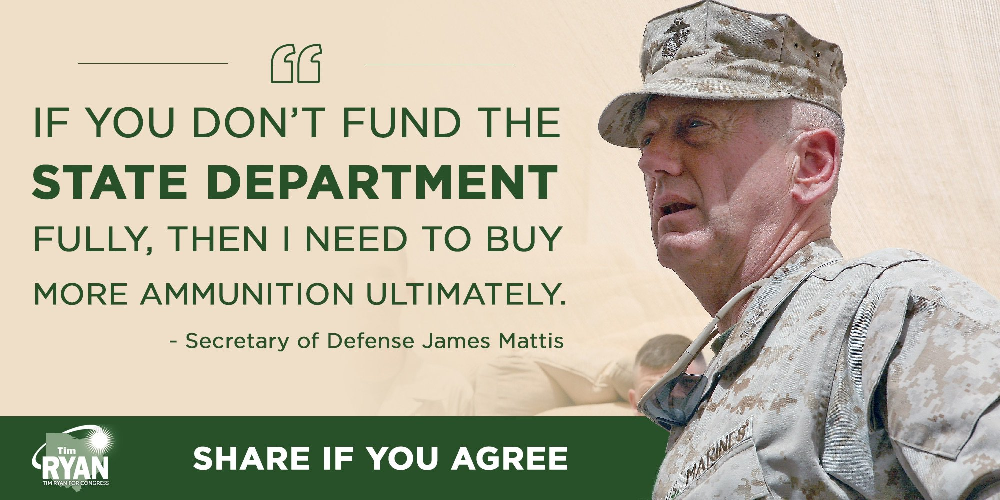 IF YOU DON'T FUND THE
STATE DEPARTMENT
FULLY, THEN I NEED TO BUY
MORE AMMUNITION ULTIMATELY.
- Secretary of Defense James Mattis
Tim
RYAN
TIM RYAN FOR CONGRESS
SHARE IF YOU AGREE
U.S. MARINES